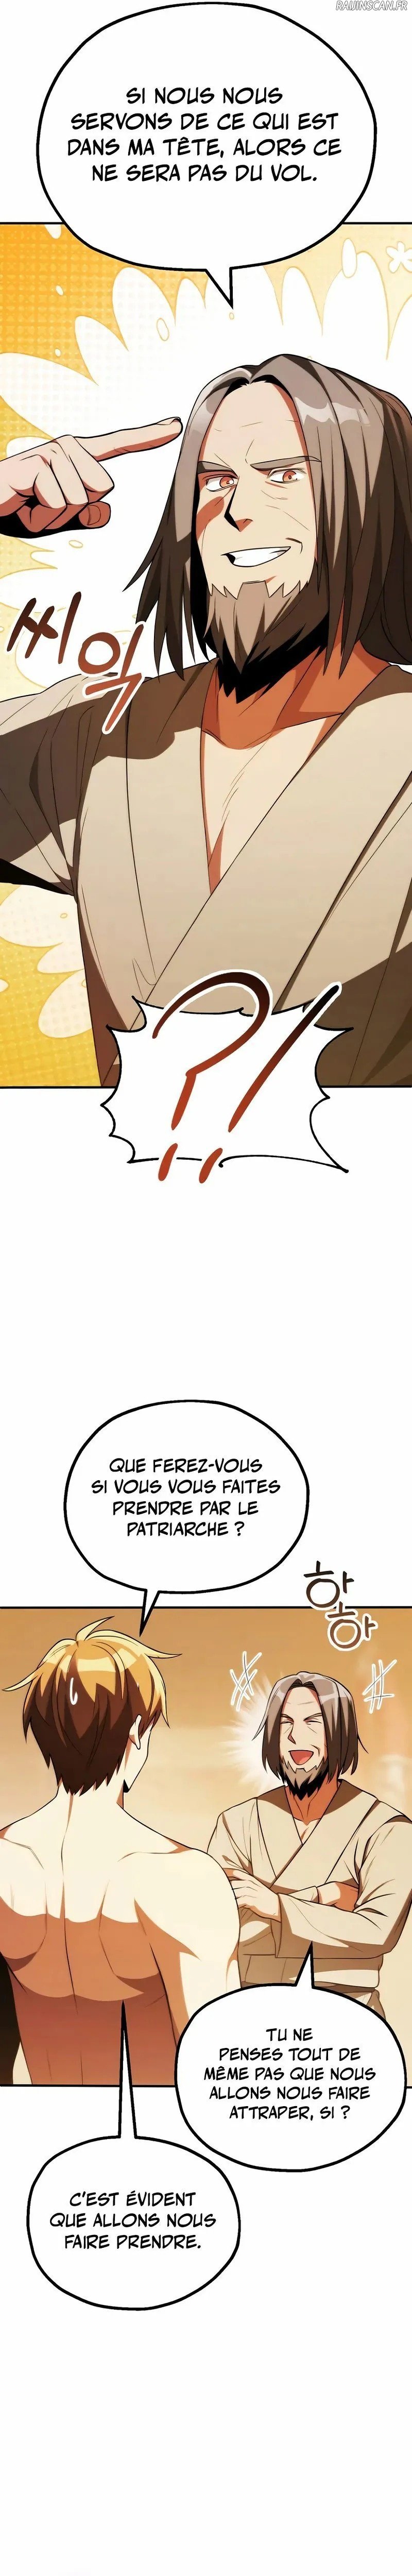 RAIJINSCAN.FR
SI NOUS NOUS
SERVONS DE CE QUI EST
DANS MA TÊTE, ALORS CE
NE SERA PAS DU VOL.
씨익
?!
QUE FEREZ-VOUS
SI VOUS VOUS FAITES
PRENDRE PAR LE
PATRIARCHE ?
하
하
TU NE
PENSES TOUT DE
MÊME PAS QUE NOUS
ALLONS NOUS FAIRE
ATTRAPER, SI ?
C'EST ÉVIDENT
QUE ALLONS NOUS
FAIRE PRENDRE.